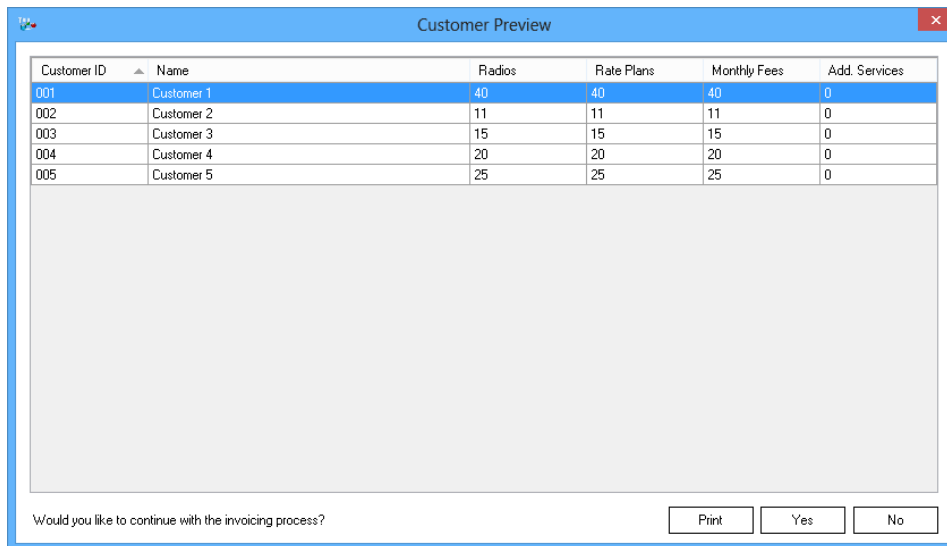 Customer Preview
Customer ID Name Radios Rate Plans Monthly Fees Add. Services
001 Customer 1 40 40 40 0
002 Customer 2 11 11 11 0
003 Customer 3 15 15 15 0
004 Customer 4 20 20 20 0
005 Customer 5 25 25 25 0
Would you like to continue with the invoicing process? Print Yes No